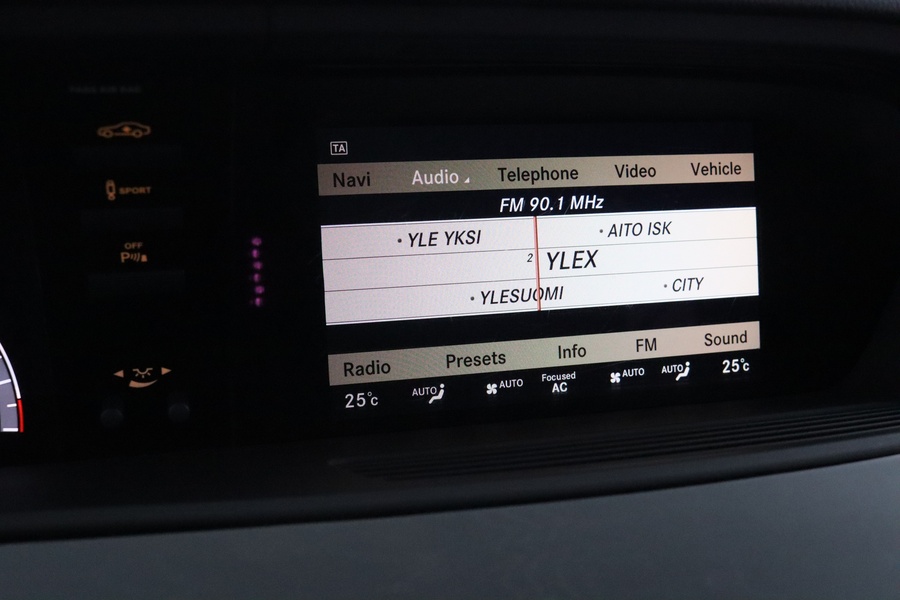 TA
Navi Audio Telephone Video Vehicle
FM 90.1 MHz
• YLE YKSI • AITO ISK
2 YLEX
• YLESUOMI • CITY
Radio Presets Info FM Sound
25°C AUTO AUTO Focused AC AUTO AUTO 25°C
SPORT
OFF
P